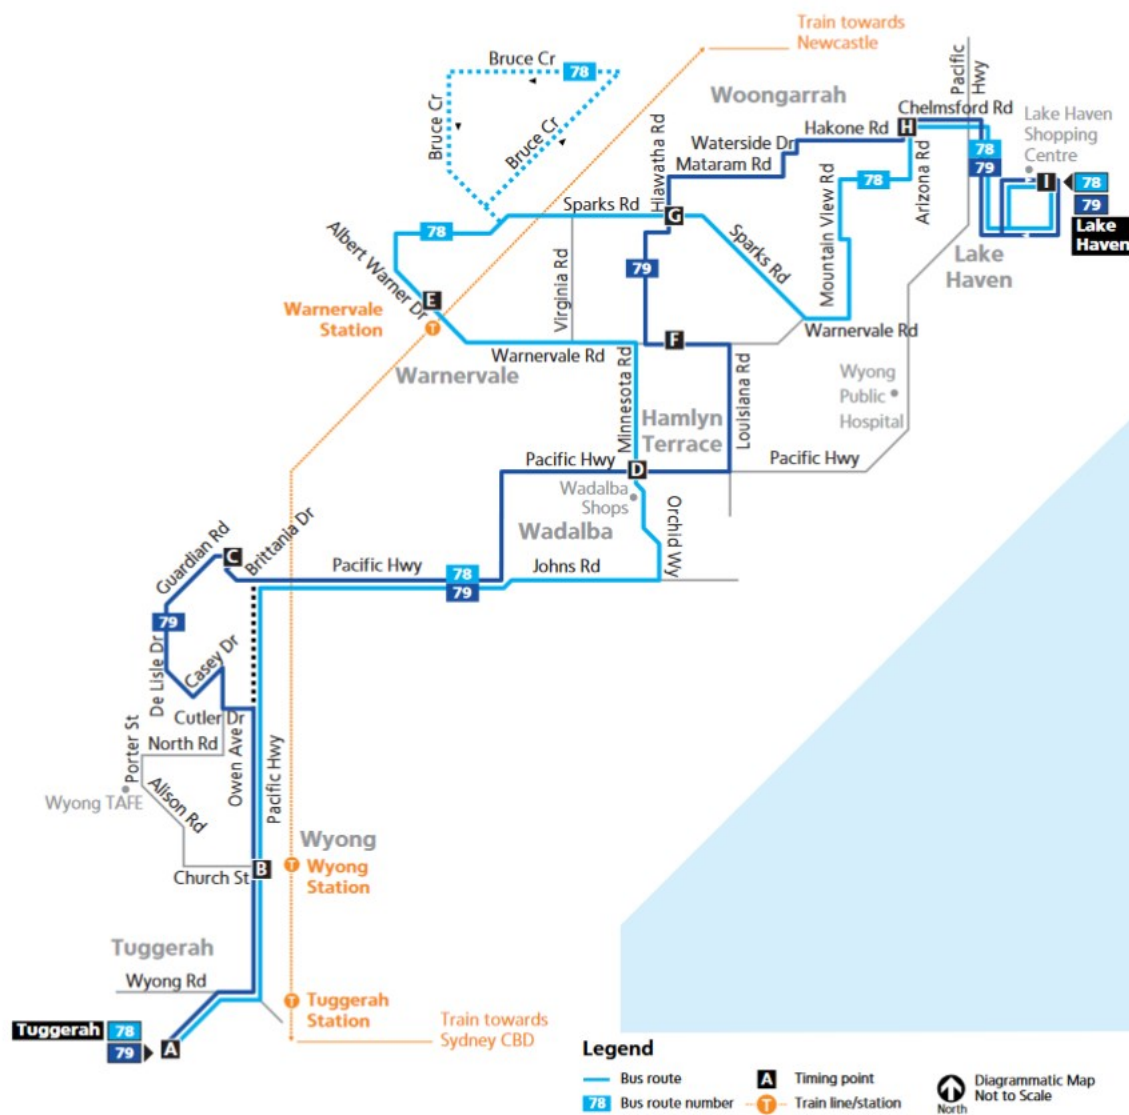 Train towards
Newcastle
Bruce Cr
78
Bruce Cr
Bruce Cr
Woongarrah
Pacific
Hwy
Chelmsford Rd
Lake Haven
Shopping
Centre
Hakone Rd
H
Waterside Dr
Mataram Rd
Hiawatha Rd
78
79
78
Arizona Rd
I
78
79
Lake
Haven
Sparks Rd
G
78
Albert Warner Dr
Sparks Rd
Mountain View Rd
Lake
Haven
79
Virginia Rd
E
Warnervale
Station
T
Warnervale Rd
F
Warnervale Rd
Warnervale
Minnesota Rd
Louisiana Rd
Wyong
Public
Hospital
Hamlyn
Terrace
Pacific Hwy
D
Pacific Hwy
Wadalba
Shops
Wadalba
Orchid Wy
Guardian Rd
C
Brittania Dr
Pacific Hwy
78
79
Johns Rd
79
De Lisle Dr
Casey Dr
Cutler Dr
North Rd
Porter St
Owen Ave
Pacific Hwy
Wyong TAFE
Alison Rd
Wyong
B
T
Wyong
Station
Church St
Tuggerah
Wyong Rd
T
Tuggerah
Station
Train towards
Sydney CBD
Tuggerah
78
79
A
Legend
Bus route
A
Timing point
Diagrammatic Map
Not to Scale
78
Bus route number
T
Train line/station
North